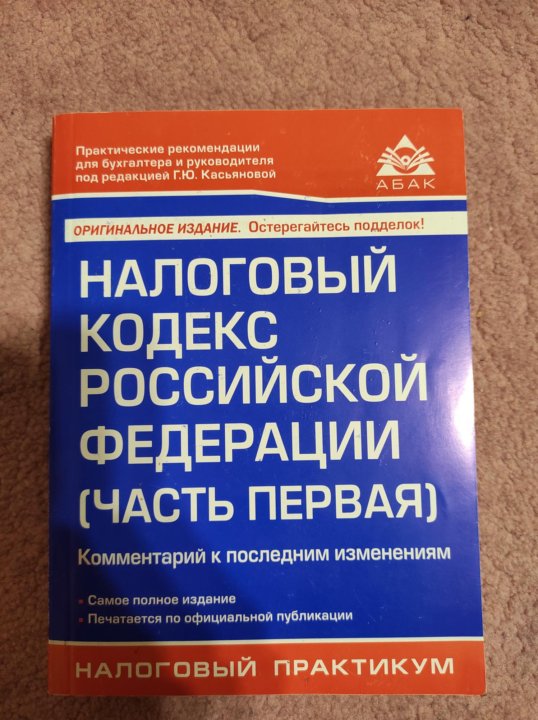 Практические рекомендации
для бухгалтера и руководителя
под редакцией Г.Ю. Касьяновой
АБАК
ОРИГИНАЛЬНОЕ ИЗДАНИЕ. Остерегайтесь подделок!
НАЛОГОВЫЙ
КОДЕКС
РОССИЙСКОЙ
ФЕДЕРАЦИИ
(ЧАСТЬ ПЕРВАЯ)
Комментарий к последним изменениям
Самое полное издание
Печатается по официальной публикации
НАЛОГОВЫЙ ПРАКТИКУМ